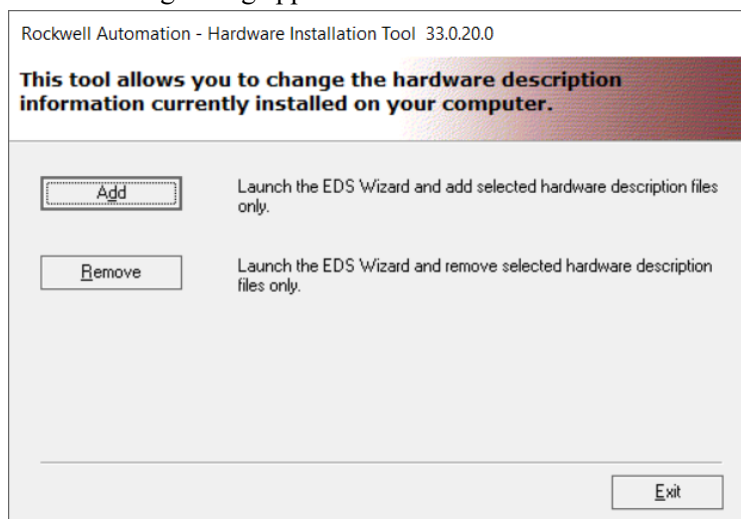 Rockwell Automation - Hardware Installation Tool 33.0.20.0
This tool allows you to change the hardware description
information currently installed on your computer.
Add
Launch the EDS Wizard and add selected hardware description files
only.
Remove
Launch the EDS Wizard and remove selected hardware description
files only.
Exit